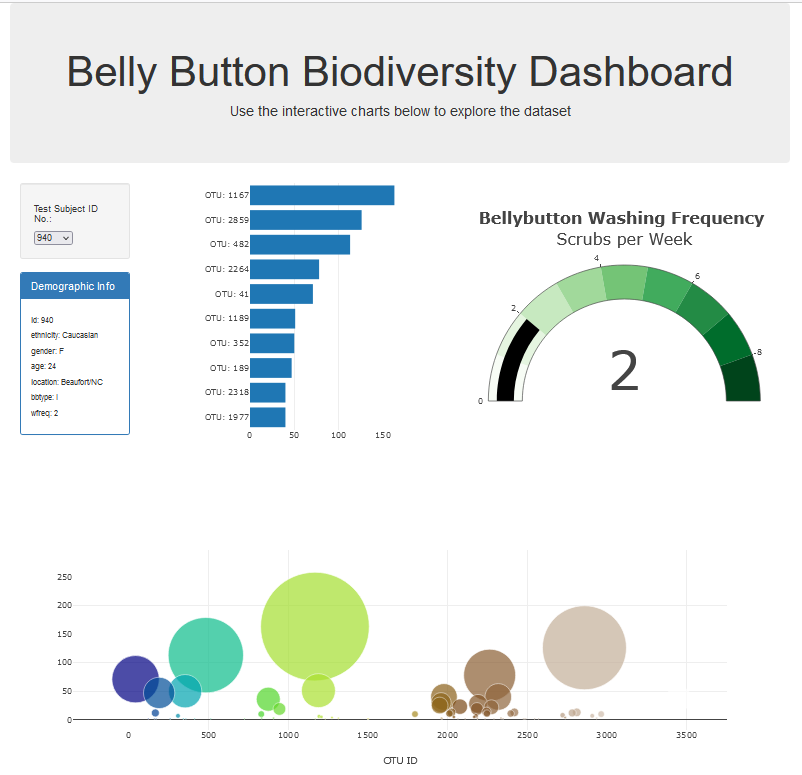 Belly Button Biodiversity Dashboard
Use the interactive charts below to explore the dataset
Test Subject ID
No.:
940
Demographic Info
id: 940
ethnicity: Caucasian
gender: F
age: 24
location: Beaufort/NC
bbtype: I
wfreq: 2
OTU: 1167
OTU: 2859
OTU: 482
OTU: 2264
OTU: 41
OTU: 1189
OTU: 352
OTU: 189
OTU: 2318
OTU: 1977
0 50 100 150
Bellybutton Washing Frequency
Scrubs per Week
0
2
4
6
8
2
250
200
150
100
50
0
0 500 1000 1500 2000 2500 3000 3500
OTU ID